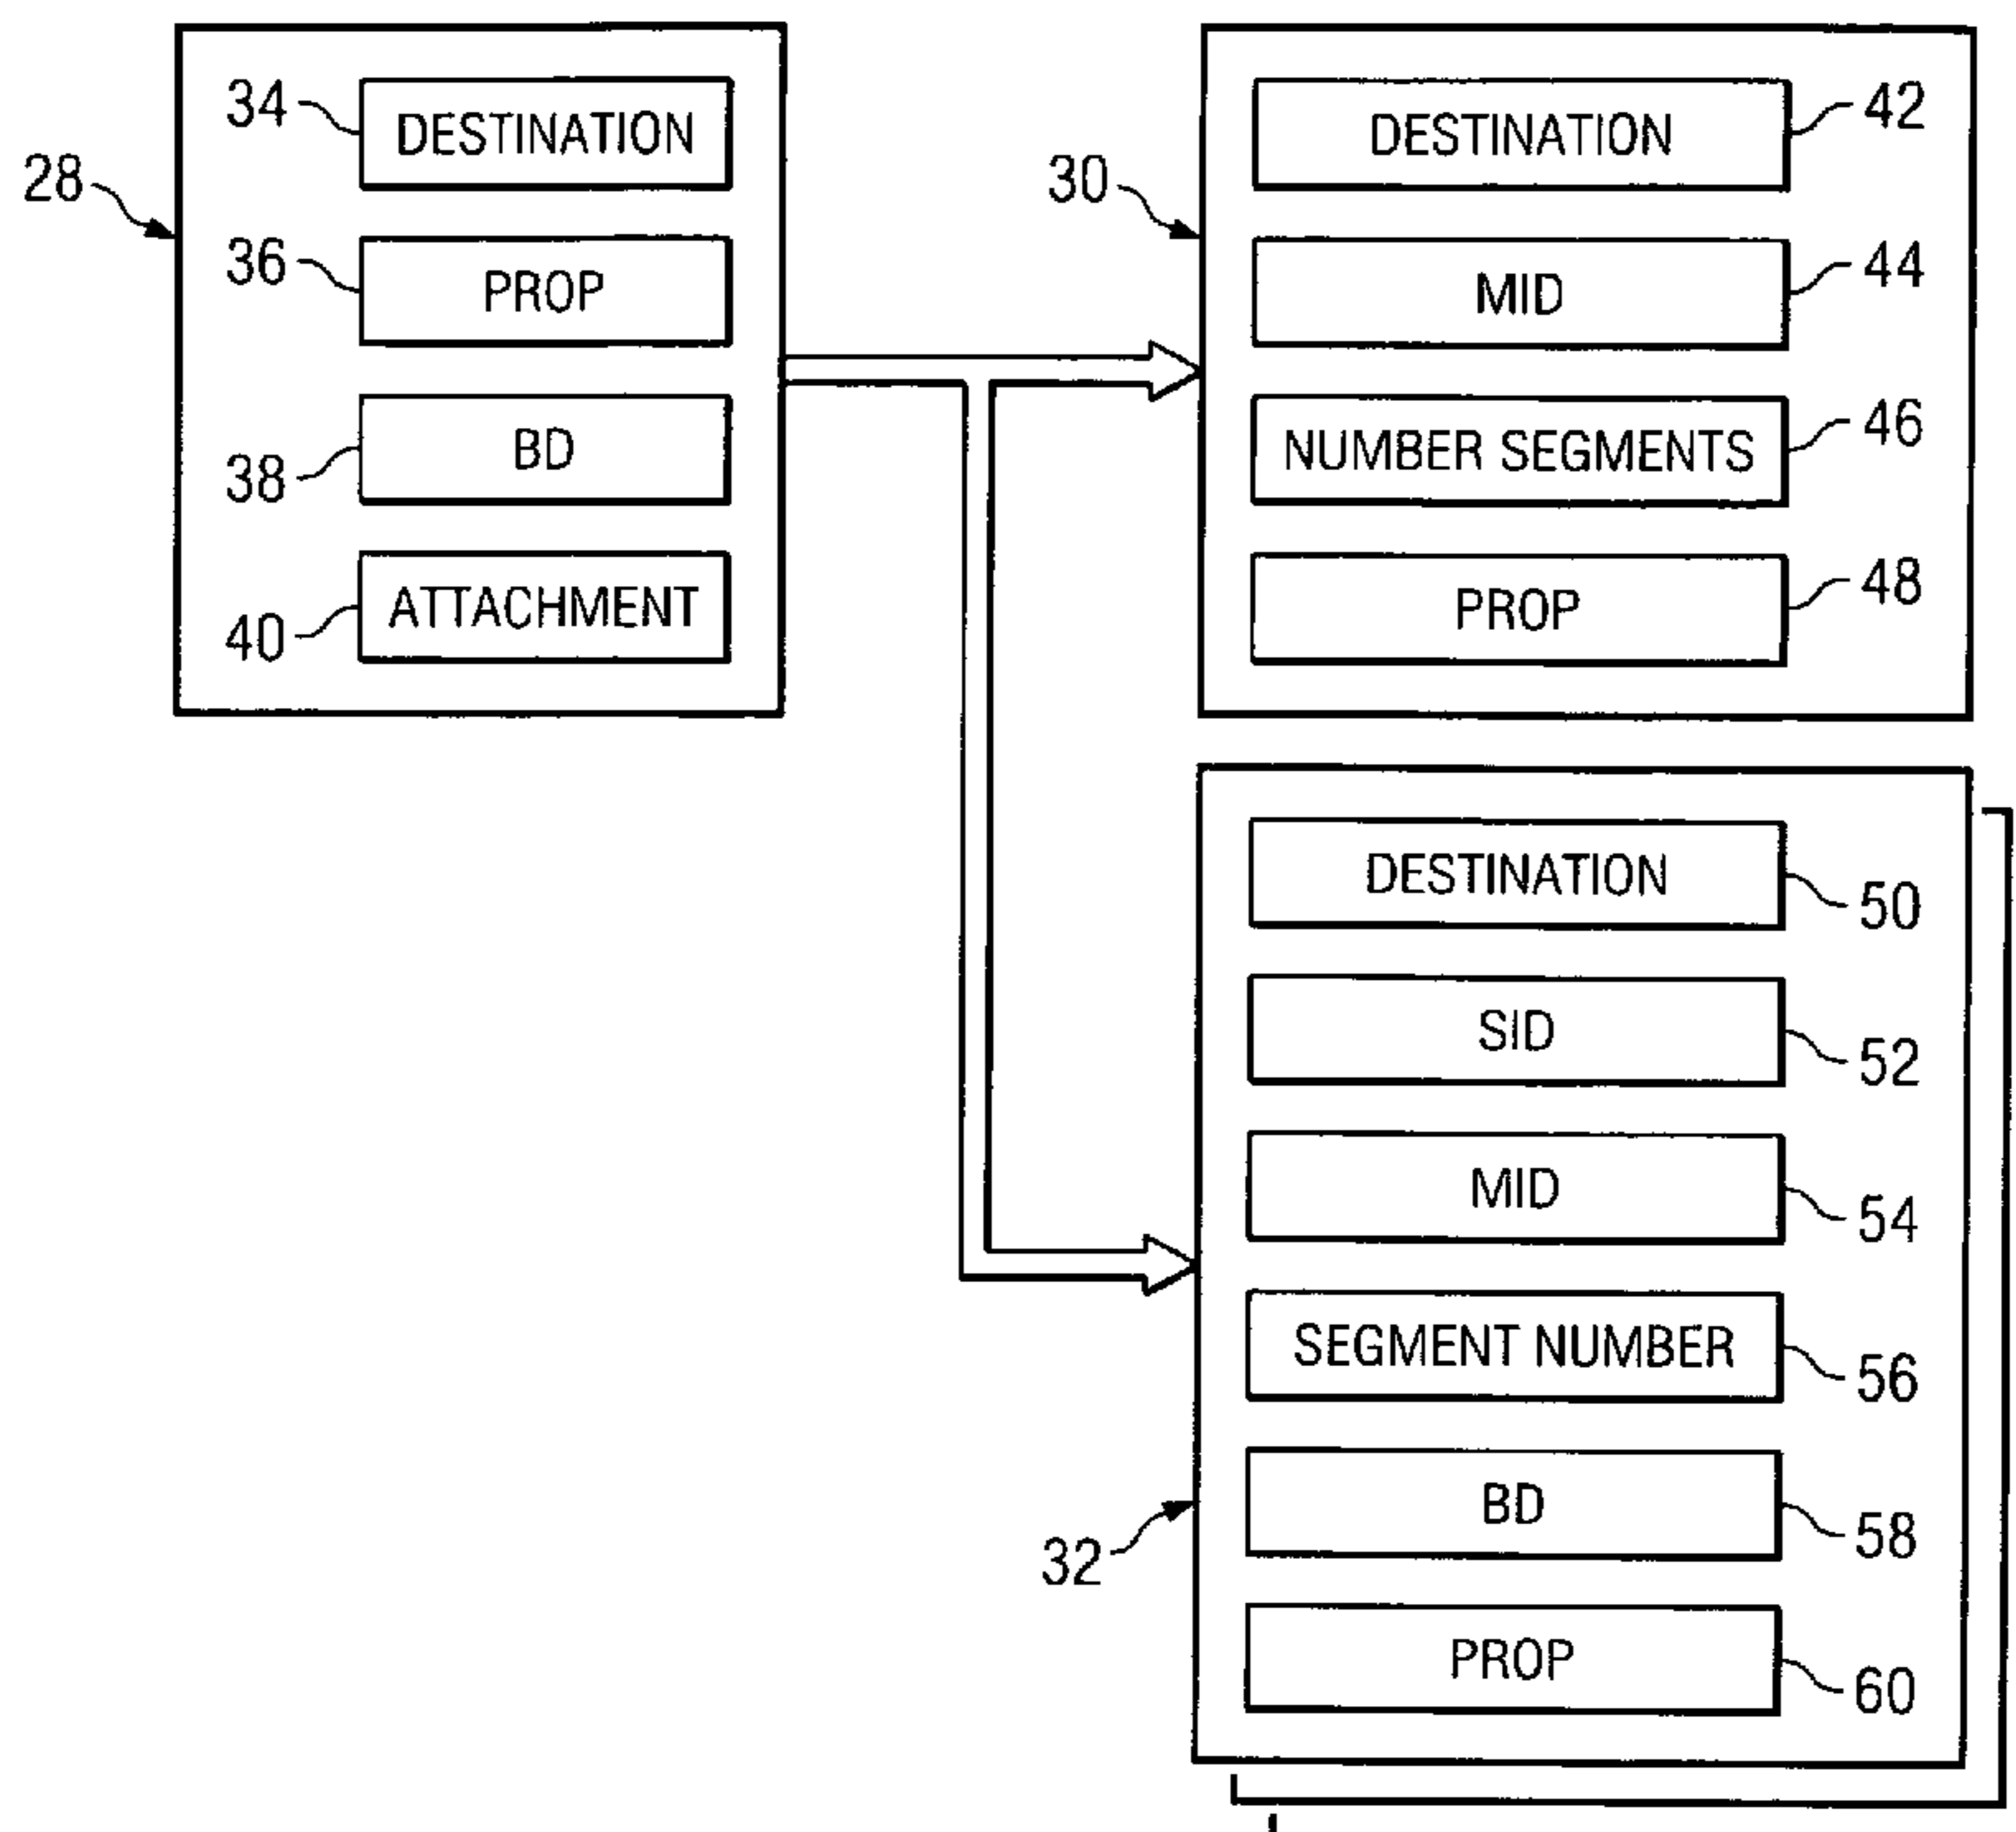 28
34
DESTINATION
36
PROP
38
BD
40
ATTACHMENT
30
DESTINATION
42
MID
44
NUMBER SEGMENTS
46
PROP
48
32
DESTINATION
50
SID
52
MID
54
SEGMENT NUMBER
56
BD
58
PROP
60